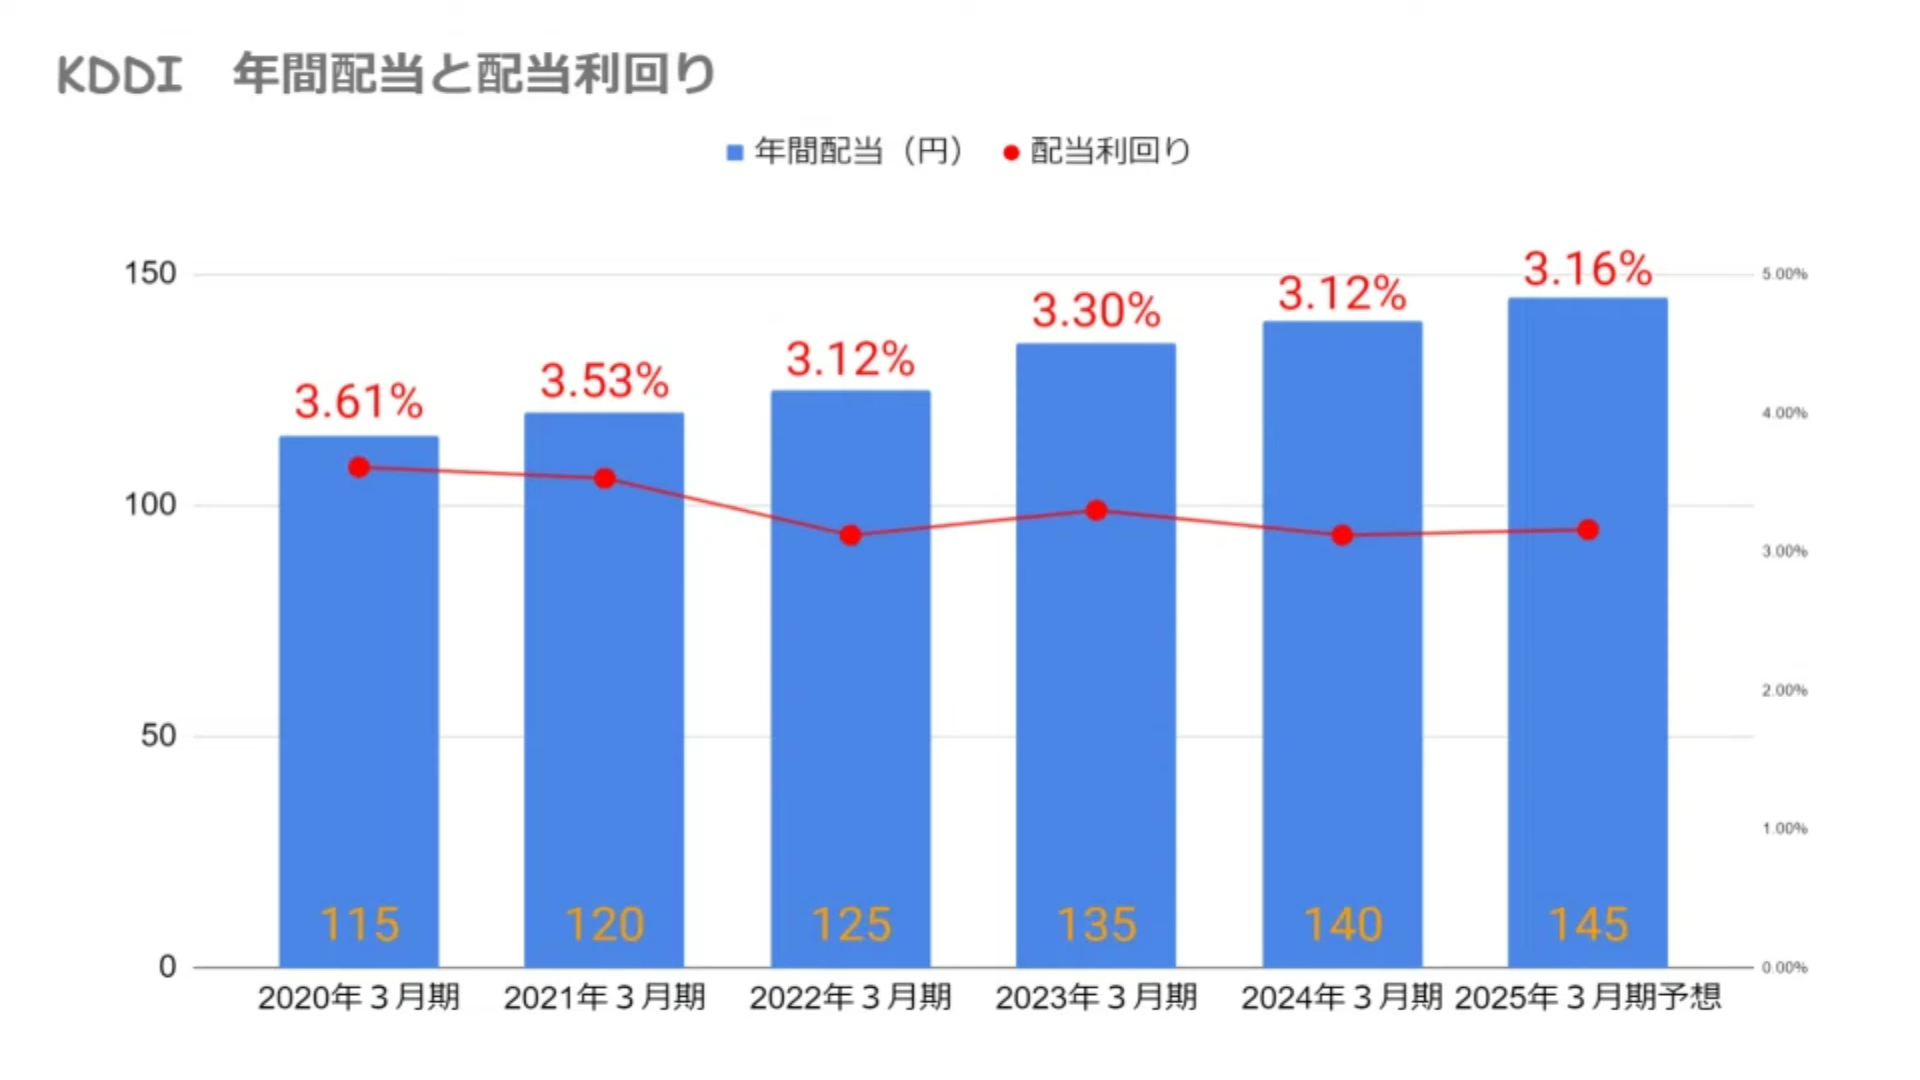 KDDI　年間配当と配当利回り
年間配当（円）　配当利回り
150
100
50
0
5.00%
4.00%
3.00%
2.00%
1.00%
0.00%
3.61%
3.53%
3.12%
3.30%
3.12%
3.16%
115
120
125
135
140
145
2020年３月期
2021年３月期
2022年３月期
2023年３月期
2024年３月期
2025年３月期予想